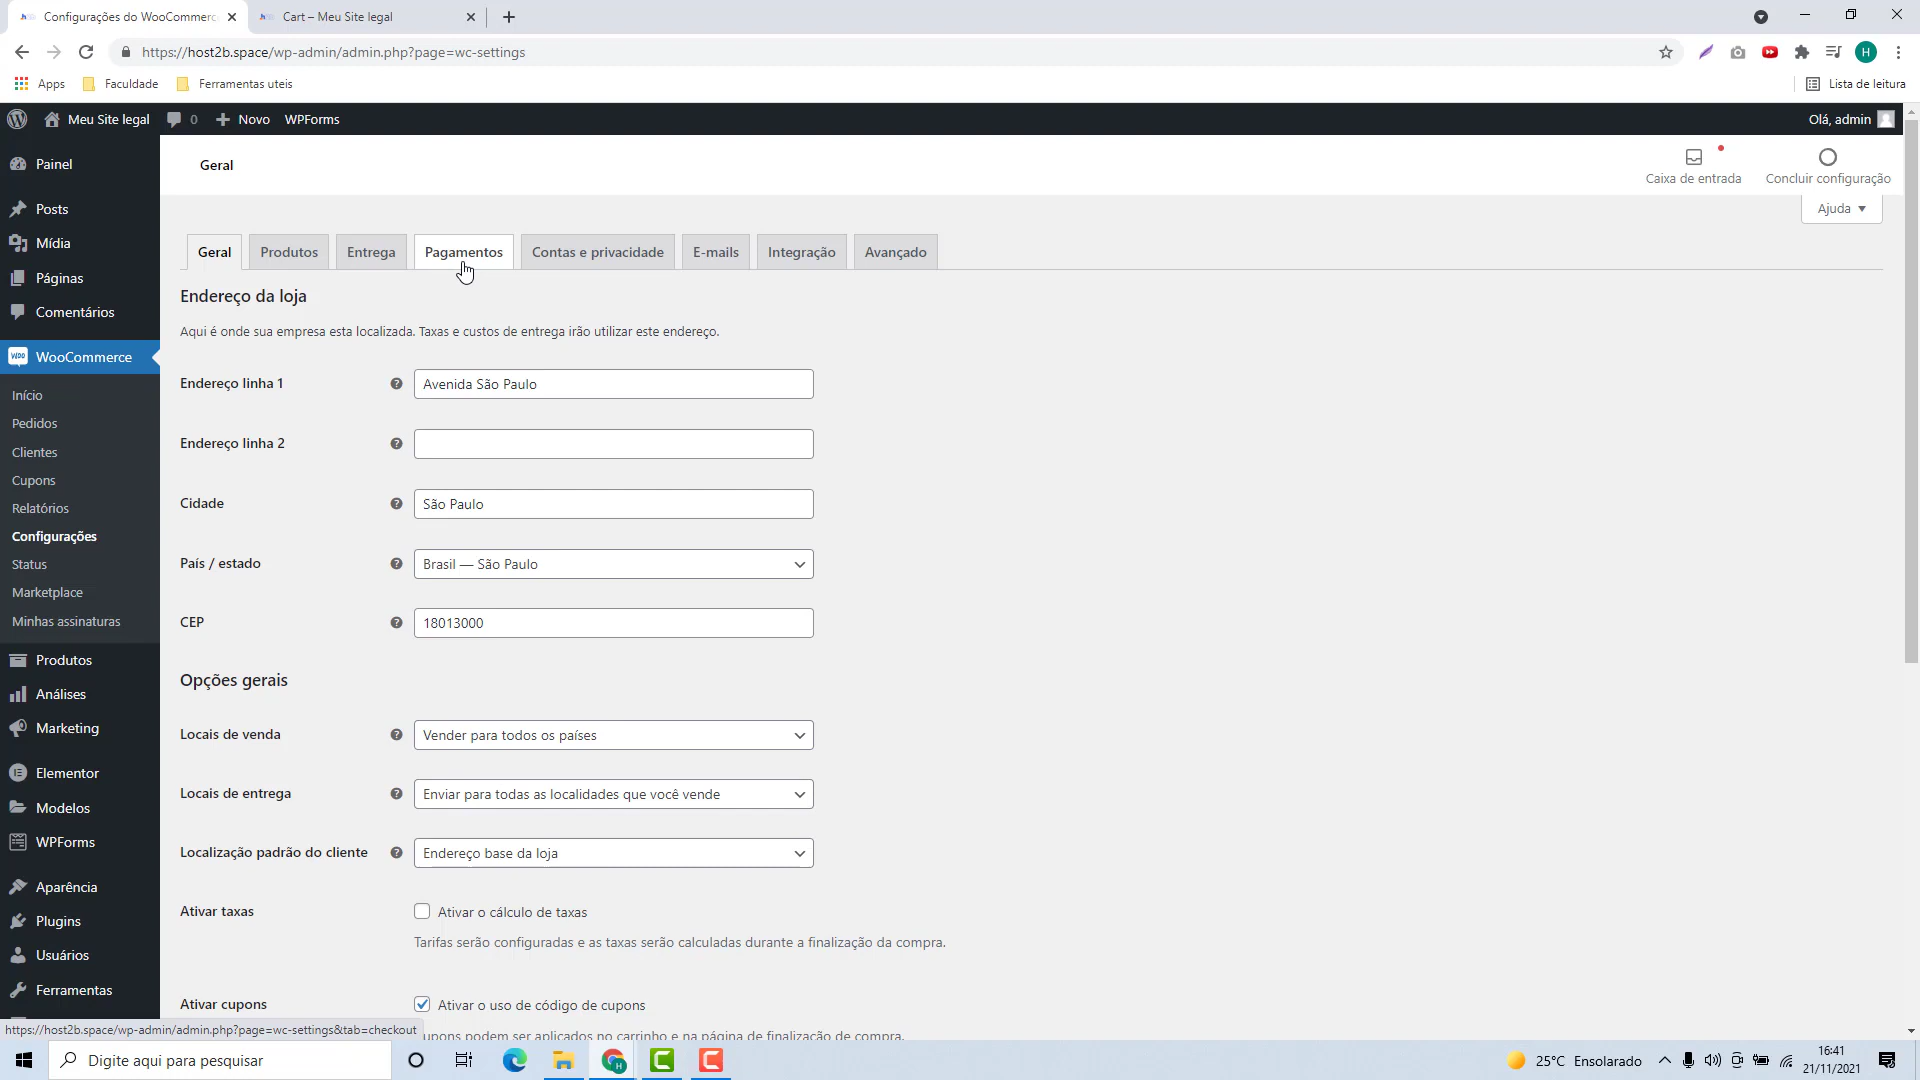 Configurações do WooCommerce
Cart – Meu Site legal
https://host2b.space/wp-admin/admin.php?page=wc-settings
H
Apps
Faculdade
Ferramentas uteis
Lista de leitura
Meu Site legal
0
Novo
WPForms
Olá, admin
Painel
Posts
Mídia
Páginas
Comentários
WooCommerce
Início
Pedidos
Clientes
Cupons
Relatórios
Configurações
Status
Marketplace
Minhas assinaturas
Produtos
Análises
Marketing
Elementor
Modelos
WPForms
Aparência
Plugins
Usuários
Ferramentas
Geral
Caixa de entrada
Concluir configuração
Ajuda
Geral
Produtos
Entrega
Pagamentos
Contas e privacidade
E-mails
Integração
Avançado
Endereço da loja
Aqui é onde sua empresa esta localizada. Taxas e custos de entrega irão utilizar este endereço.
Endereço linha 1
Avenida São Paulo
Endereço linha 2
Cidade
São Paulo
País / estado
Brasil — São Paulo
CEP
18013000
Opções gerais
Locais de venda
Vender para todos os países
Locais de entrega
Enviar para todas as localidades que você vende
Localização padrão do cliente
Endereço base da loja
Ativar taxas
Ativar o cálculo de taxas
Tarifas serão configuradas e as taxas serão calculadas durante a finalização da compra.
Ativar cupons
Ativar o uso de código de cupons
upons podem ser aplicados no carrinho e na página de finalização de compra.
https://host2b.space/wp-admin/admin.php?page=wc-settings&tab=checkout
Digite aqui para pesquisar
25°C Ensolarado
16:41
21/11/2021